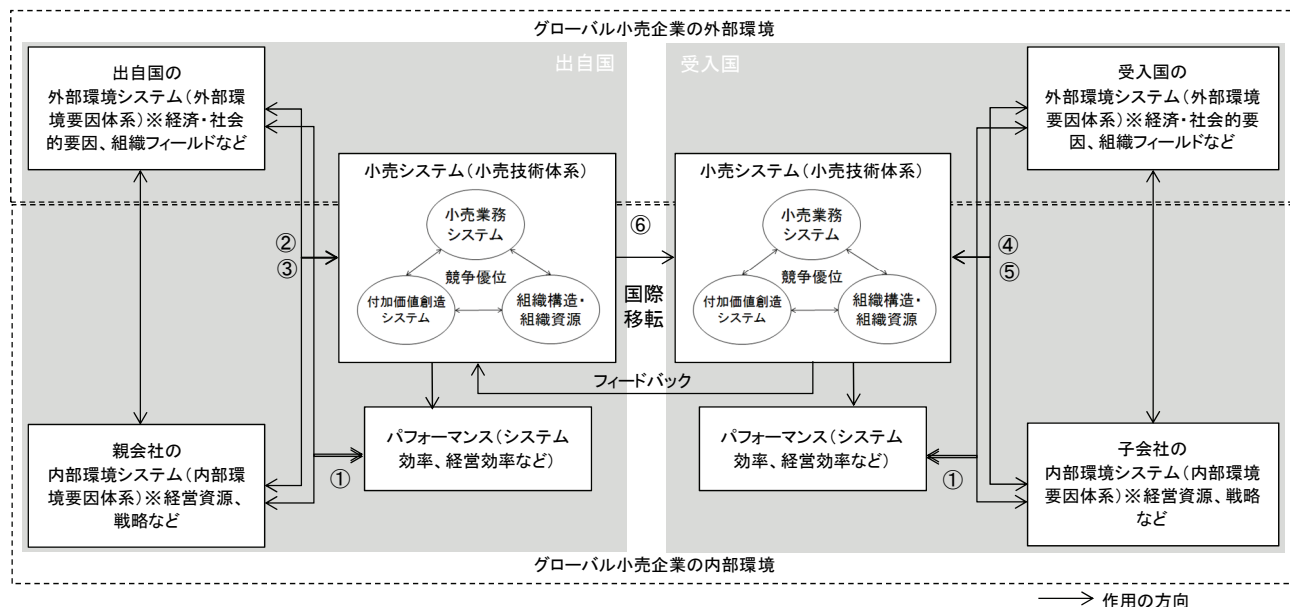 グローバル小売企業の外部環境
出自国
受入国
出自国の
外部環境システム(外部環
境要因体系)※経済・社会
的要因、組織フィールドなど
受入国の
外部環境システム(外部環境
要因体系)※経済・社会的要
因、組織フィールドなど
小売システム(小売技術体系)
小売業務
システム
競争優位
付加価値創造
システム
組織構造・
組織資源
②
③
⑥
国際
移転
小売システム(小売技術体系)
小売業務
システム
競争優位
付加価値創造
システム
組織構造・
組織資源
④
⑤
フィードバック
親会社の
内部環境システム(内部環
境要因体系)※経営資源、
戦略など
①
パフォーマンス(システム
効率、経営効率など)
パフォーマンス(システム
効率、経営効率など)
①
子会社の
内部環境システム(内部環境
要因体系)※経営資源、戦略
など
グローバル小売企業の内部環境
作用の方向